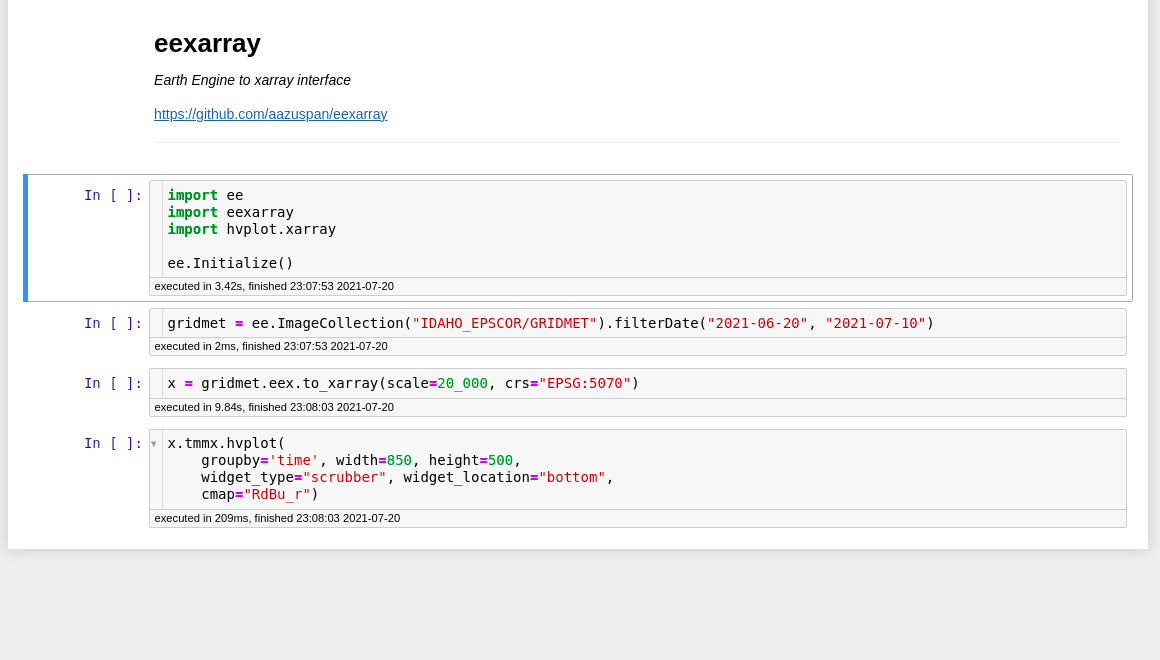 eexarray
Earth Engine to xarray interface
https://github.com/aazuspan/eexarray
In [ ]:
import ee
import eexarray
import hvplot.xarray
ee.Initialize()
executed in 3.42s, finished 23:07:53 2021-07-20
In [ ]:
gridmet = ee.ImageCollection("IDAHO_EPSCOR/GRIDMET").filterDate("2021-06-20", "2021-07-10")
executed in 2ms, finished 23:07:53 2021-07-20
In [ ]:
x = gridmet.eex.to_xarray(scale=20_000, crs="EPSG:5070")
executed in 9.84s, finished 23:08:03 2021-07-20
In [ ]:
x.tmmx.hvplot(
    groupby='time', width=850, height=500,
    widget_type="scrubber", widget_location="bottom",
    cmap="RdBu_r")
executed in 209ms, finished 23:08:03 2021-07-20